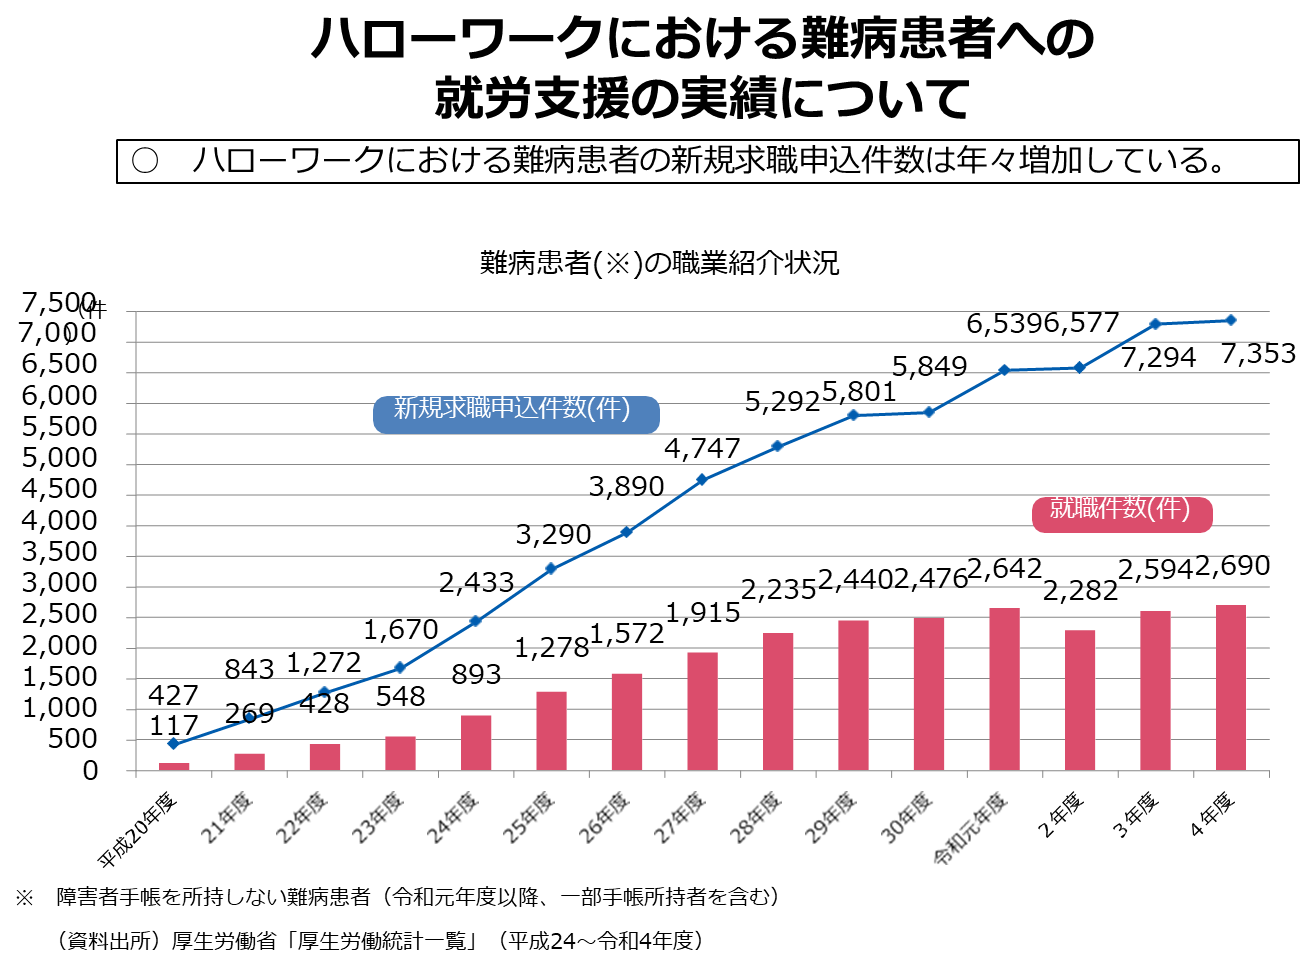 ハローワークにおける難病患者への
就労支援の実績について
○　ハローワークにおける難病患者の新規求職申込件数は年々増加している。
難病患者(※)の職業紹介状況
(件
)
7,500
7,000
6,500
6,000
5,500
5,000
4,500
4,000
3,500
3,000
2,500
2,000
1,500
1,000
500
0
新規求職申込件数(件)
就職件数(件)
427
843
1,272
1,670
2,433
3,290
3,890
4,747
5,292
5,801
5,849
6,539
6,577
7,294
7,353
117
269
428
548
893
1,278
1,572
1,915
2,235
2,440
2,476
2,642
2,282
2,594
2,690
平成20年度
21年度
22年度
23年度
24年度
25年度
26年度
27年度
28年度
29年度
30年度
令和元年度
２年度
３年度
４年度
※　障害者手帳を所持しない難病患者（令和元年度以降、一部手帳所持者を含む）
（資料出所）厚生労働省「厚生労働統計一覧」（平成24～令和4年度）